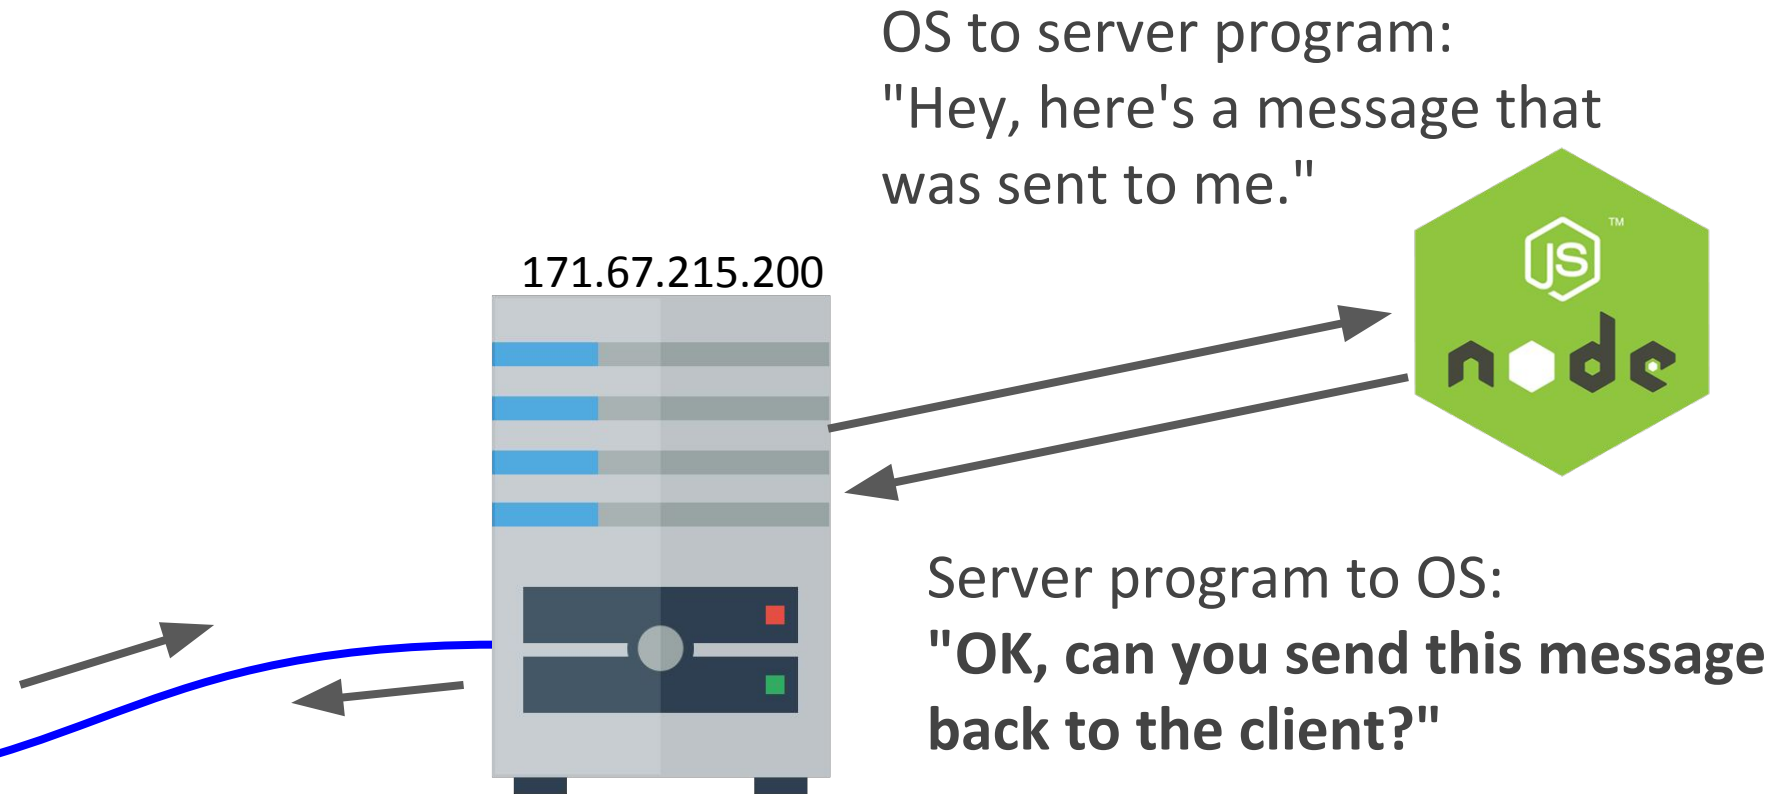 OS to server program:
"Hey, here's a message that
was sent to me."
171.67.215.200
JS
TM
node
Server program to OS:
"OK, can you send this message
back to the client?"